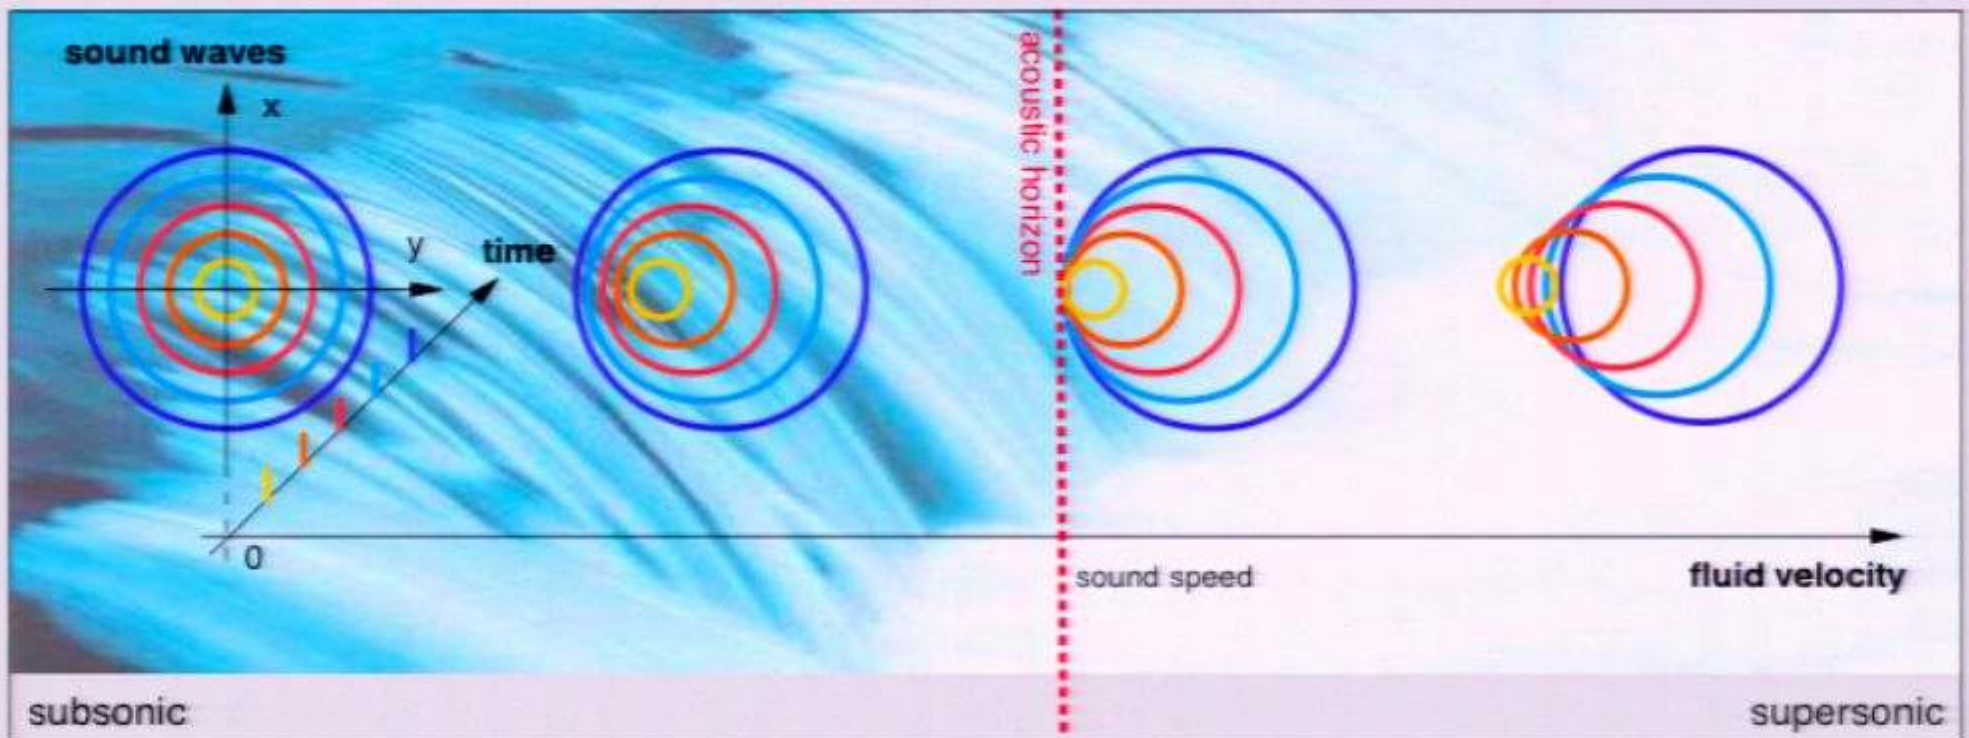 sound waves
x
acoustic horizon
y
time
0
sound speed
fluid velocity
subsonic
supersonic